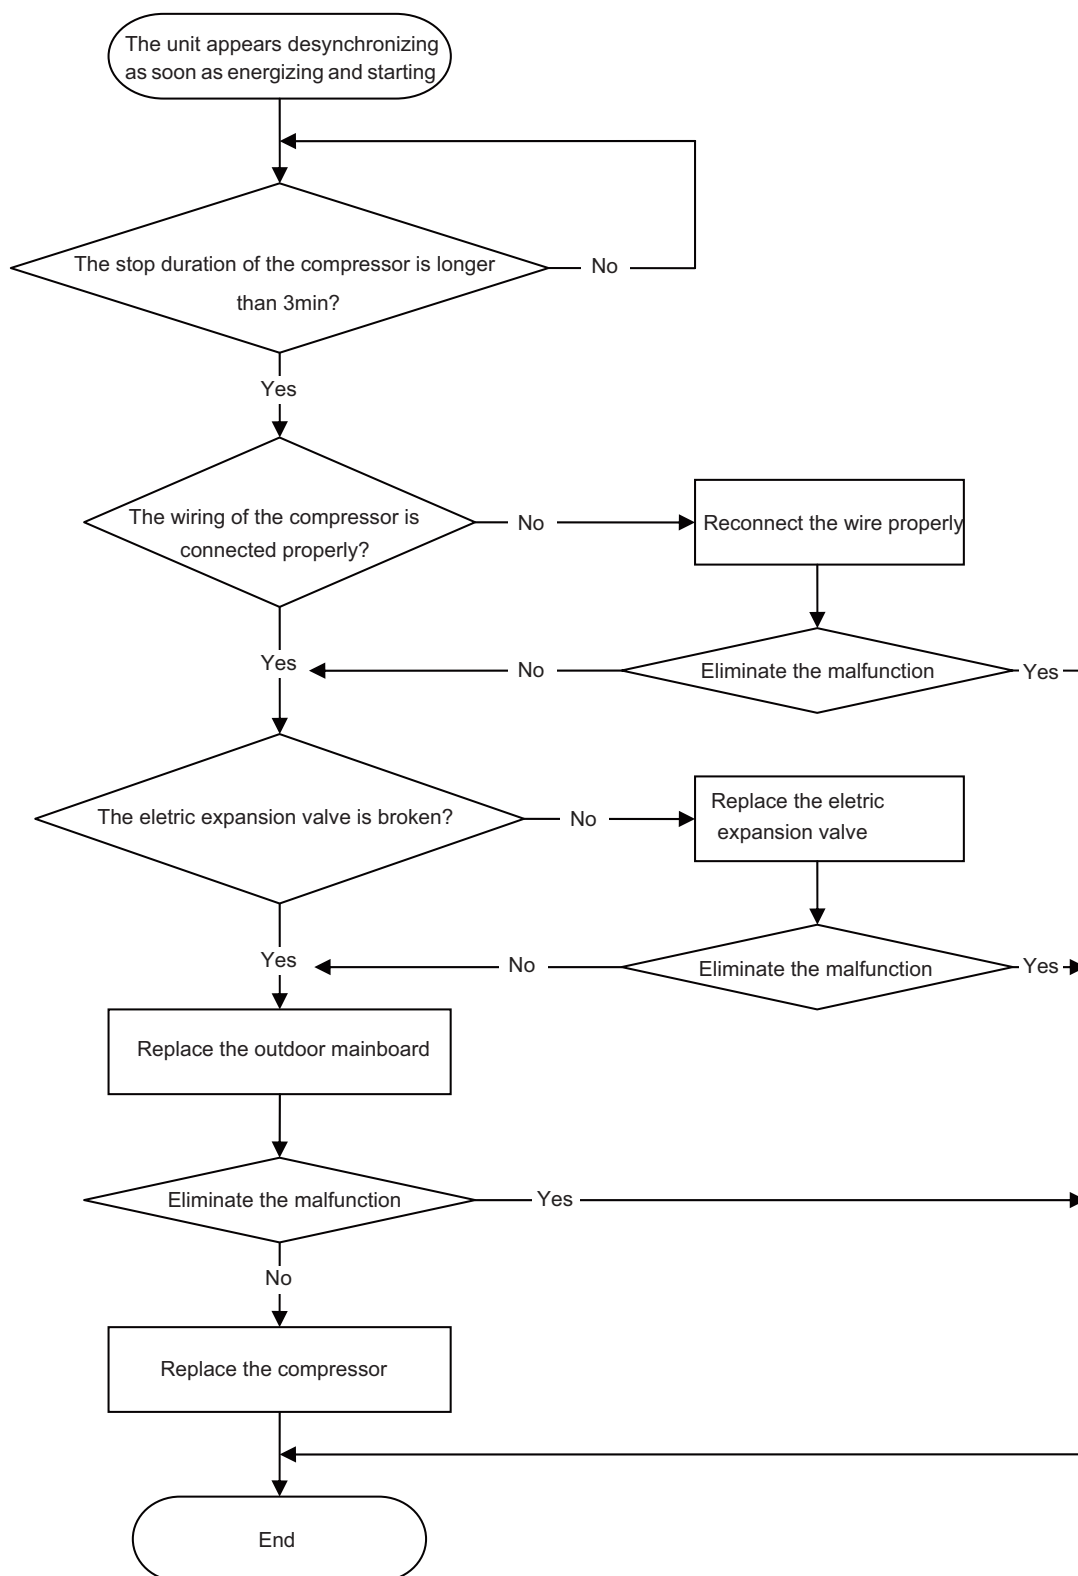 The unit appears desynchronizing
as soon as energizing and starting
The stop duration of the compressor is longer
than 3min?
No
Yes
The wiring of the compressor is
connected properly?
No
Reconnect the wire properly
Yes
No
Eliminate the malfunction
Yes
The eletric expansion valve is broken?
No
Replace the eletric
expansion valve
Yes
No
Eliminate the malfunction
Yes
Replace the outdoor mainboard
Eliminate the malfunction
Yes
No
Replace the compressor
End